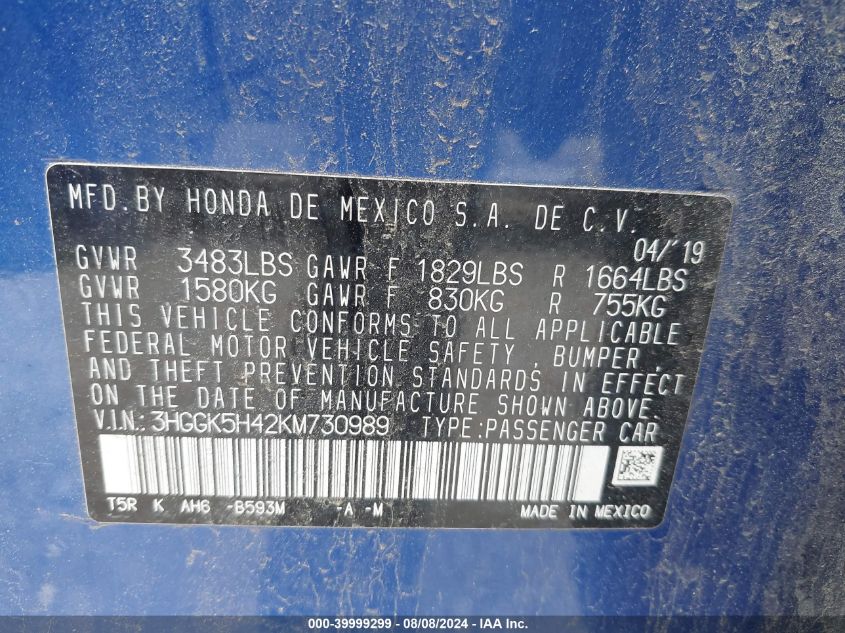 MFD.BY HONDA DE MEXICO S.A. DE C.V.
04/'19
GVWR 3483LBS GAWR F 1829LBS R 1664LBS
GVWR 1580KG GAWR F 830KG R 755KG
THIS VEHICLE CONFORMS TO ALL APPLICABLE
FEDERAL MOTOR VEHICLE SAFETY, BUMPER,
AND THEFT PREVENTION STANDARDS IN EFFECT
ON THE DATE OF MANUFACTURE SHOWN ABOVE.
V.I.N.: 3HGGK5H42KM730989 TYPE:PASSENGER CAR
T5R K AH6 -B593M -A -M MADE IN MEXICO
000-39999299 - 08/08/2024 - IAA Inc.